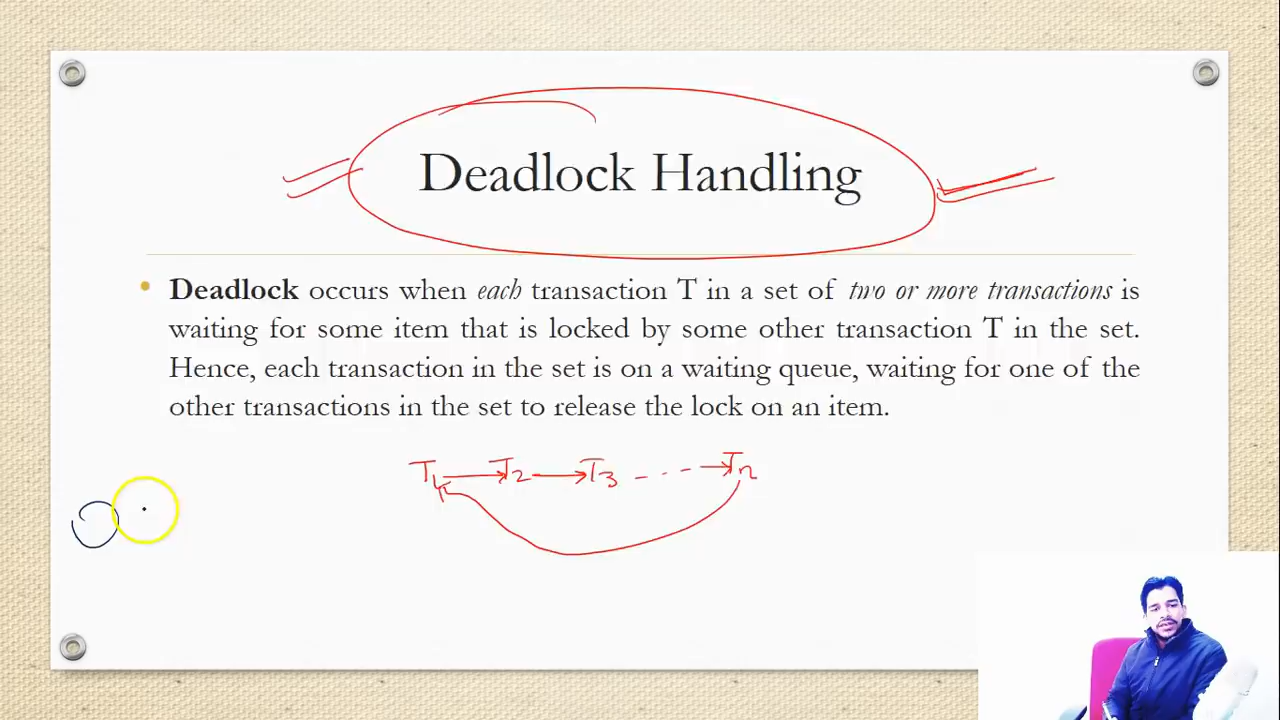 Deadlock Handling
• Deadlock occurs when each transaction T in a set of two or more transactions is
waiting for some item that is locked by some other transaction T in the set.
Hence, each transaction in the set is on a waiting queue, waiting for one of the
other transactions in the set to release the lock on an item.
T1 → T2 → T3 - - - → Tn